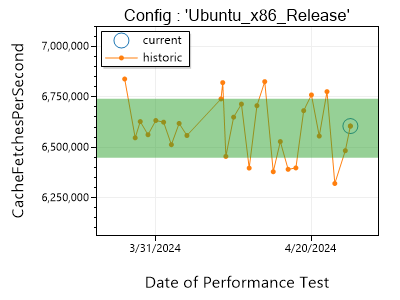 Config : 'Ubuntu_x86_Release'
current
historic
CacheFetchesPerSecond
7,000,000
6,750,000
6,500,000
6,250,000
3/31/2024
4/20/2024
Date of Performance Test